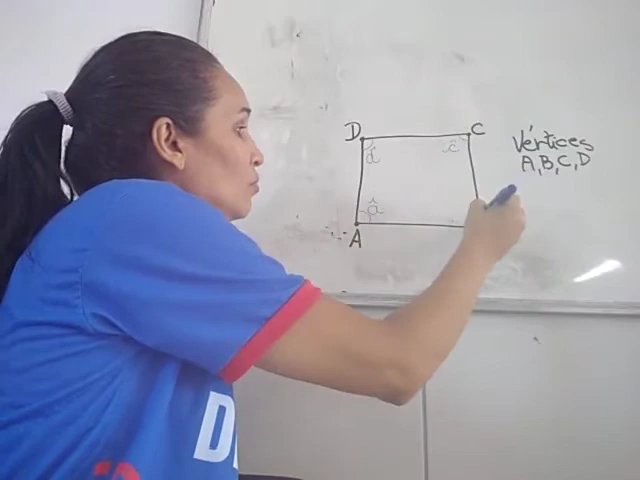 D C
Vértices
A,B,C,D
d̂ ĉ
â
A
D